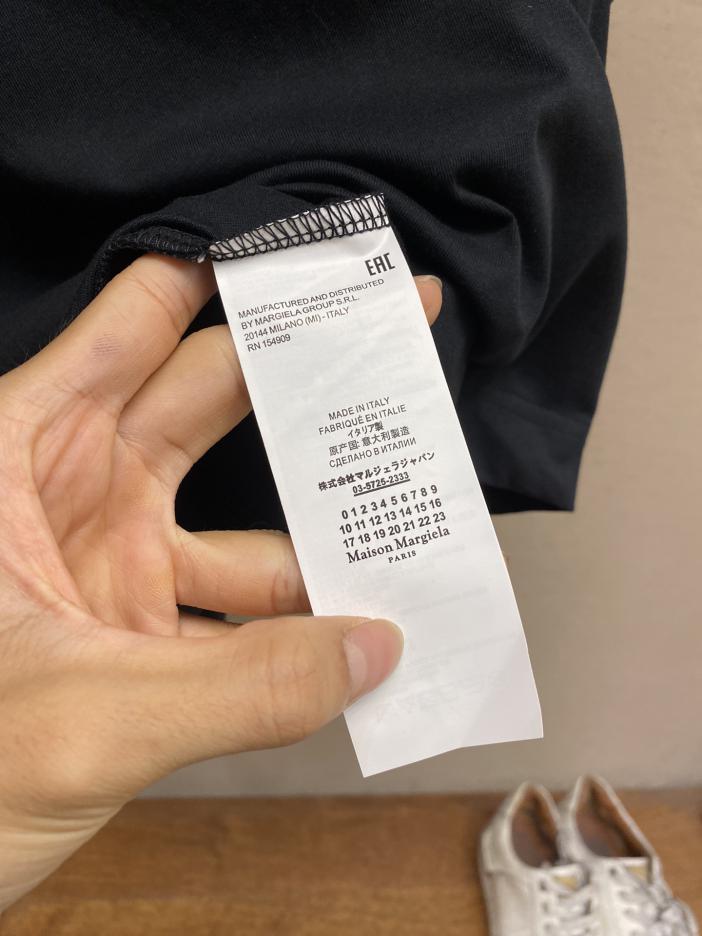 EAC
MANUFACTURED AND DISTRIBUTED
BY MARGIELA GROUP S.R.L.
20144 MILANO (MI) - ITALY
RN 154909
MADE IN ITALY
FABRIQUÉ EN ITALIE
イタリア製
原产国: 意大利製造
СДЕЛАНО В ИТАЛИИ
株式会社マルジェラジャパン
03-5725-2333
0 1 2 3 4 5 6 7 8 9
10 11 12 13 14 15 16
17 18 19 20 21 22 23
Maison Margiela
PARIS